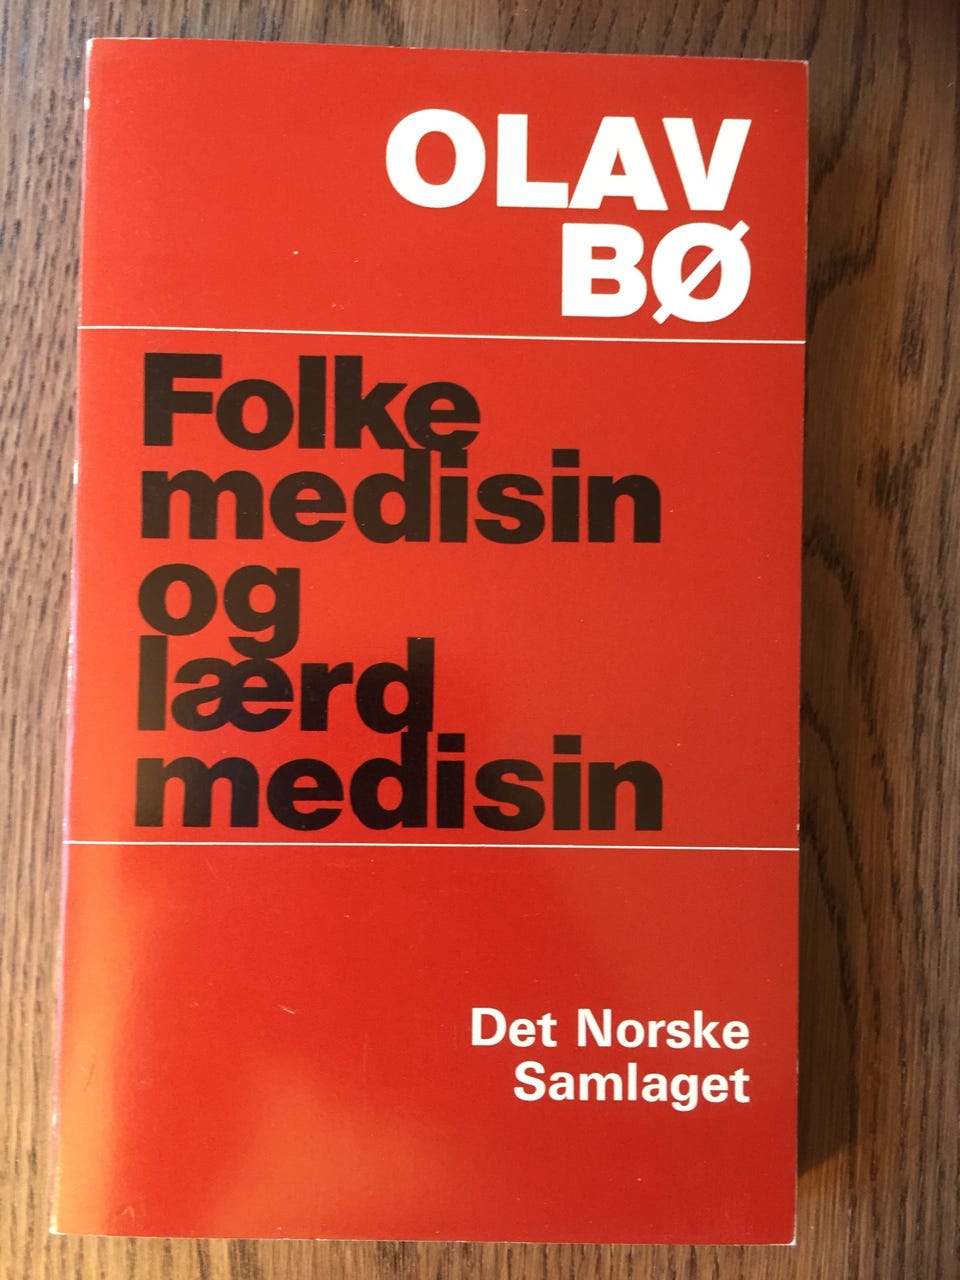 OLAV
BØ
Folke
medisin
og
lærd
medisin
Det Norske
Samlaget